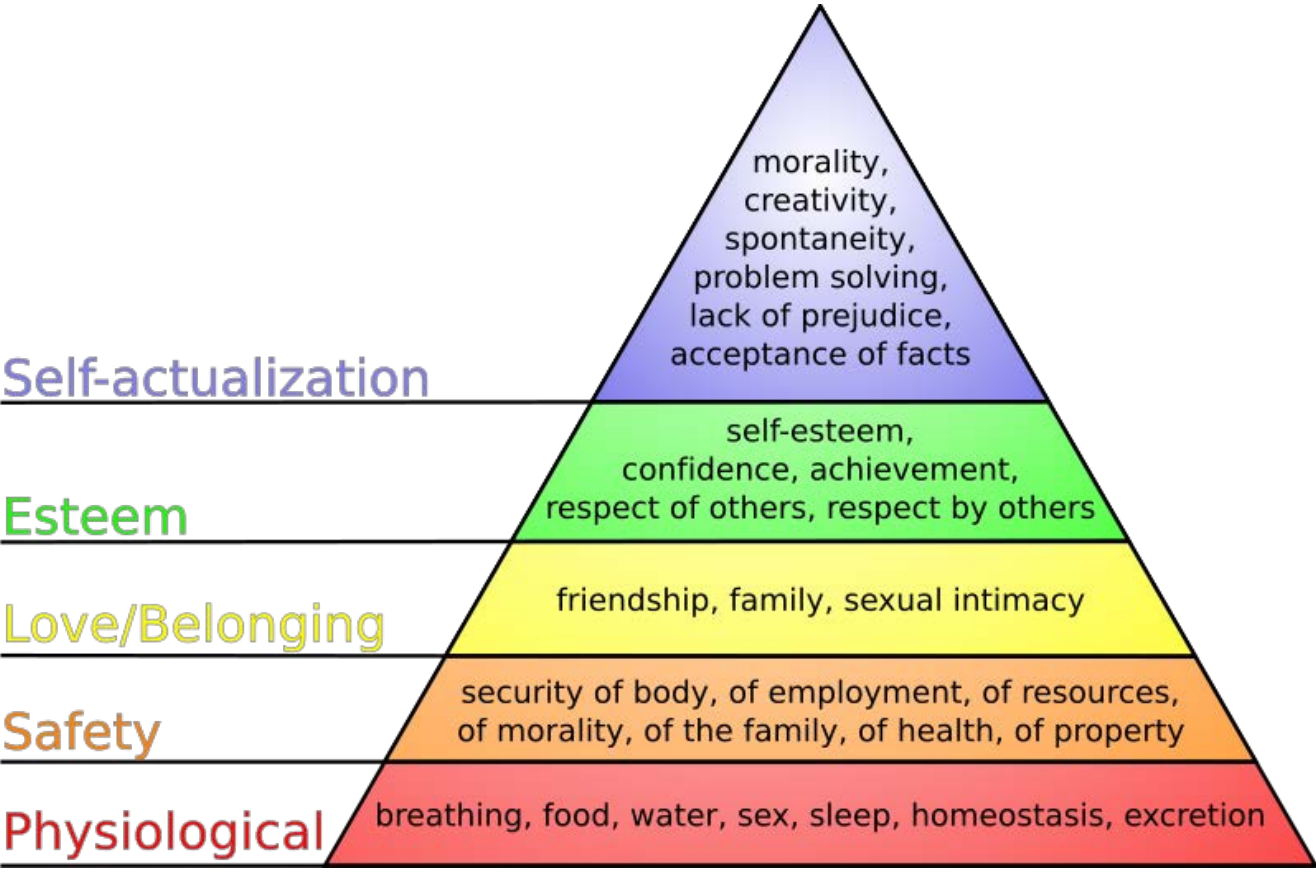 morality,
creativity,
spontaneity,
problem solving,
lack of prejudice,
acceptance of facts
Self-actualization
self-esteem,
confidence, achievement,
respect of others, respect by others
Esteem
friendship, family, sexual intimacy
Love/Belonging
security of body, of employment, of resources,
of morality, of the family, of health, of property
Safety
breathing, food, water, sex, sleep, homeostasis, excretion
Physiological